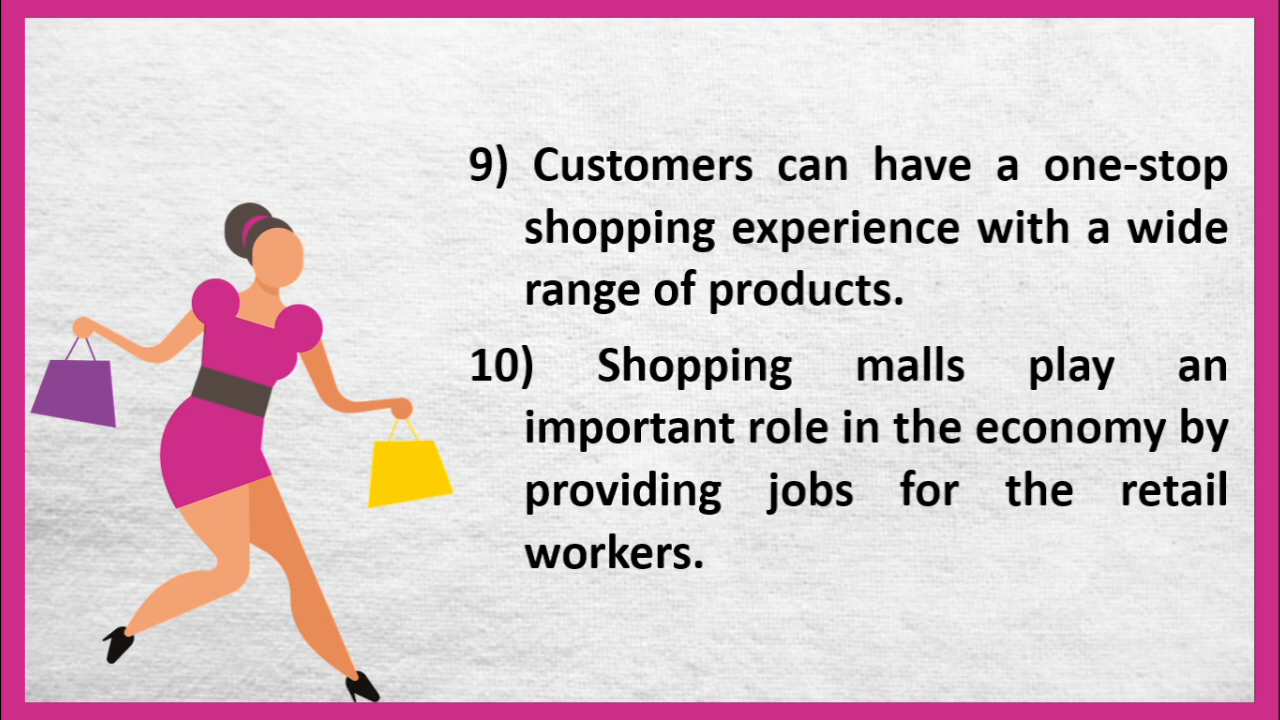 9) Customers can have a one-stop
shopping experience with a wide
range of products.
10) Shopping malls play an
important role in the economy by
providing jobs for the retail
workers.